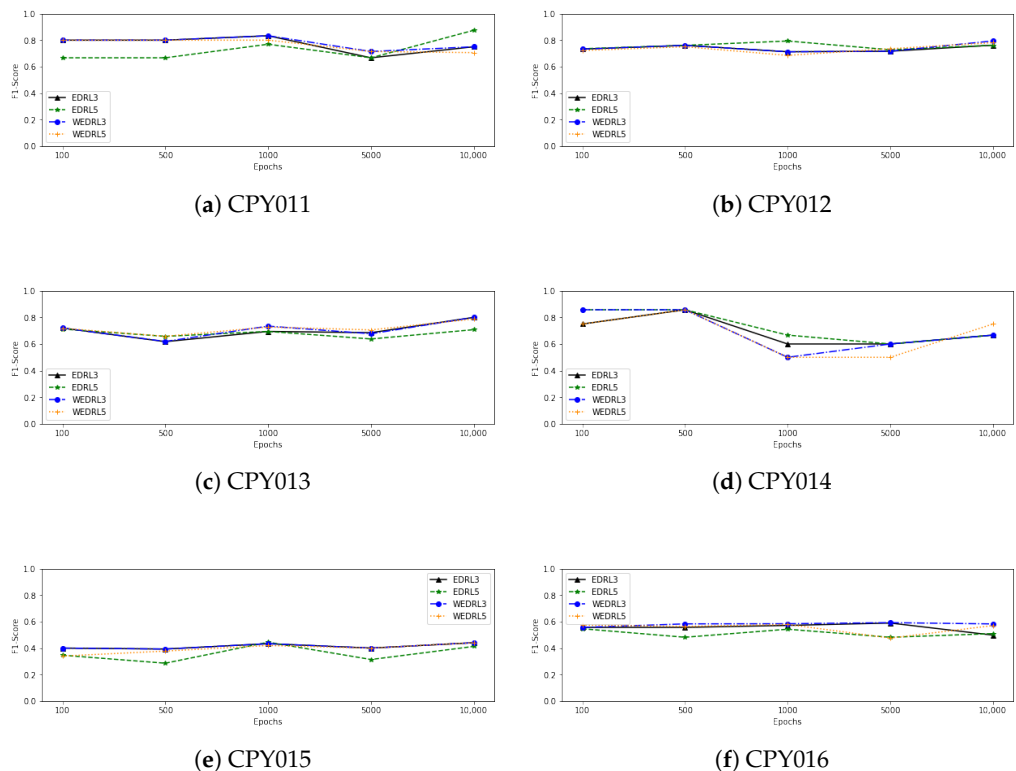 1.0
0.8
0.6
0.4
0.2
0.0
F1-Score
EDRL3
EDRL5
WEDRL3
WEDRL5
100 500 1000 5000 10,000
Epochs
(a) CPY011
1.0
0.8
0.6
0.4
0.2
0.0
F1-Score
EDRL3
EDRL5
WEDRL3
WEDRL5
100 500 1000 5000 10,000
Epochs
(b) CPY012
1.0
0.8
0.6
0.4
0.2
0.0
F1-Score
EDRL3
EDRL5
WEDRL3
WEDRL5
100 500 1000 5000 10,000
Epochs
(c) CPY013
1.0
0.8
0.6
0.4
0.2
0.0
F1-Score
EDRL3
EDRL5
WEDRL3
WEDRL5
100 500 1000 5000 10,000
Epochs
(d) CPY014
1.0
0.8
0.6
0.4
0.2
0.0
F1-Score
EDRL3
EDRL5
WEDRL3
WEDRL5
100 500 1000 5000 10,000
Epochs
(e) CPY015
1.0
0.8
0.6
0.4
0.2
0.0
F1-Score
EDRL3
EDRL5
WEDRL3
WEDRL5
100 500 1000 5000 10,000
Epochs
(f) CPY016